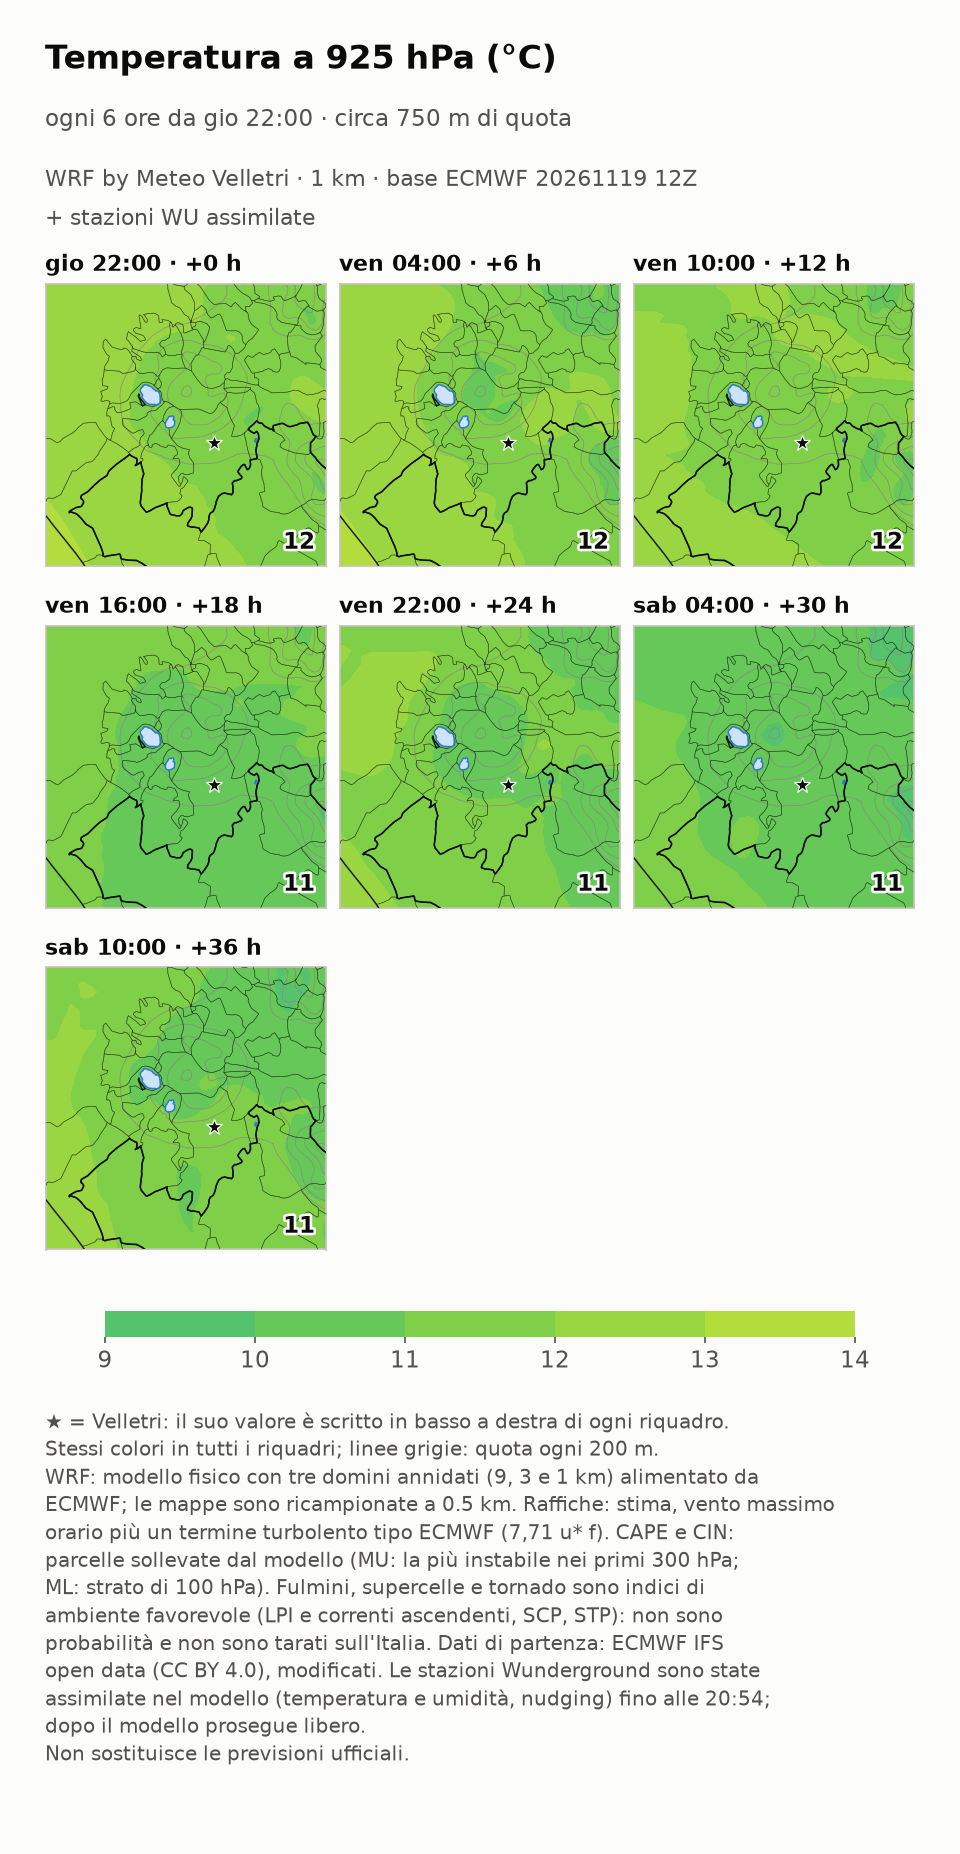 Temperatura a 925 hPa (°C)
ogni 6 ore da gio 22:00 · circa 750 m di quota
WRF by Meteo Velletri · 1 km · base ECMWF 20261119 12Z
+ stazioni WU assimilate
gio 22:00 · +0 h
ven 04:00 · +6 h
ven 10:00 · +12 h
12
12
12
ven 16:00 · +18 h
ven 22:00 · +24 h
sab 04:00 · +30 h
11
11
11
sab 10:00 · +36 h
11
9 10 11 12 13 14
★ = Velletri: il suo valore è scritto in basso a destra di ogni riquadro.
Stessi colori in tutti i riquadri; linee grigie: quota ogni 200 m.
WRF: modello fisico con tre domini annidati (9, 3 e 1 km) alimentato da
ECMWF; le mappe sono ricampionate a 0.5 km. Raffiche: stima, vento massimo
orario più un termine turbolento tipo ECMWF (7,71 u* f). CAPE e CIN:
parcelle sollevate dal modello (MU: la più instabile nei primi 300 hPa;
ML: strato di 100 hPa). Fulmini, supercelle e tornado sono indici di
ambiente favorevole (LPI e correnti ascendenti, SCP, STP): non sono
probabilità e non sono tarati sull'Italia. Dati di partenza: ECMWF IFS
open data (CC BY 4.0), modificati. Le stazioni Wunderground sono state
assimilate nel modello (temperatura e umidità, nudging) fino alle 20:54;
dopo il modello prosegue libero.
Non sostituisce le previsioni ufficiali.